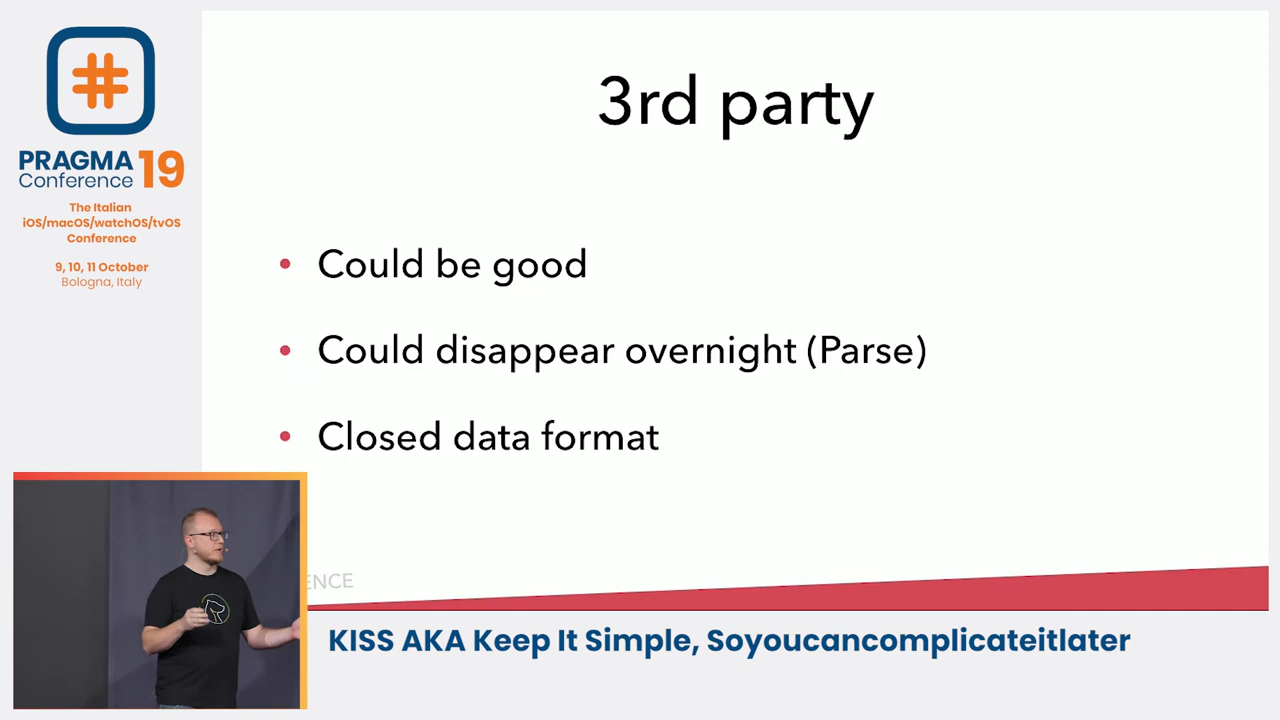 #
PRAGMA 19
Conference
The Italian
iOS/macOS/watchOS/tvOS
Conference
9, 10, 11 October
Bologna, Italy
3rd party
• Could be good
• Could disappear overnight (Parse)
• Closed data format
ENCE
KISS AKA Keep It Simple, Soyoucancomplicateitlater